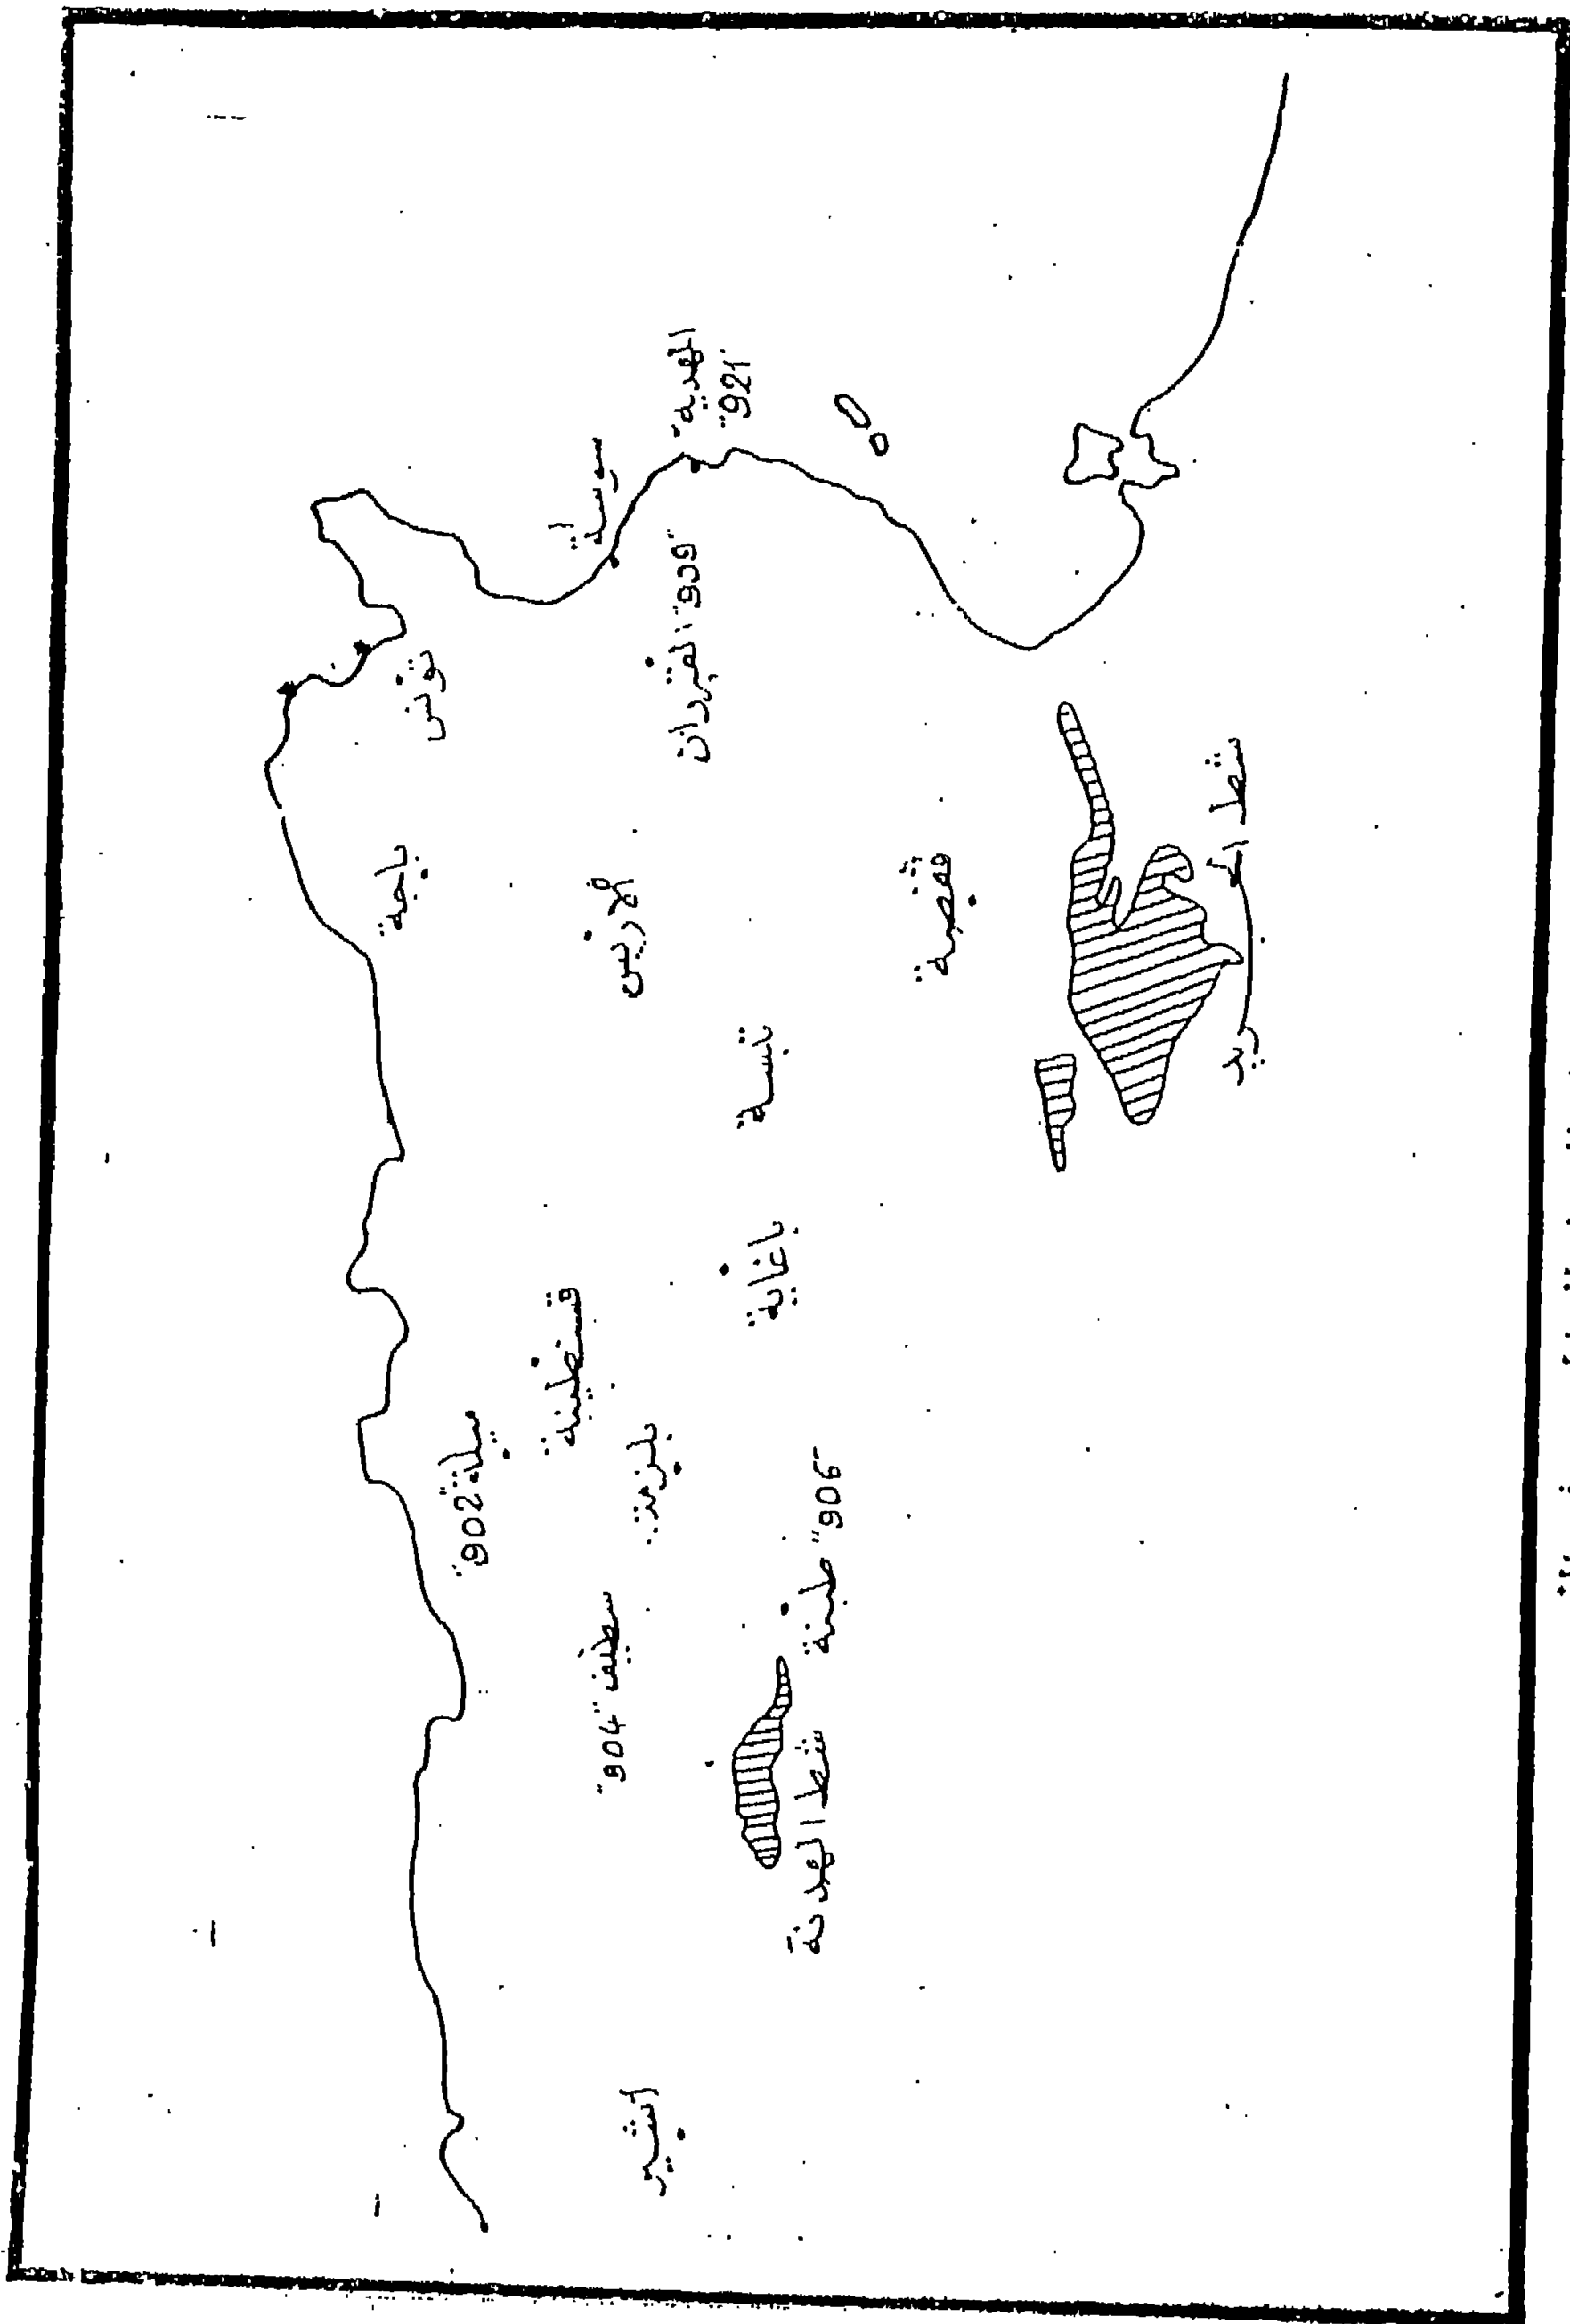 المهدية
"921"
سوسة
"909" القيروان
تونس
باجة
الأربس
قفصة
شط الجريد
تبسة
باغاية
قسنطينة
ميلة "902"
بلزمة
"906" طبنة
سطيف "904"
شط الهدنة
أشير